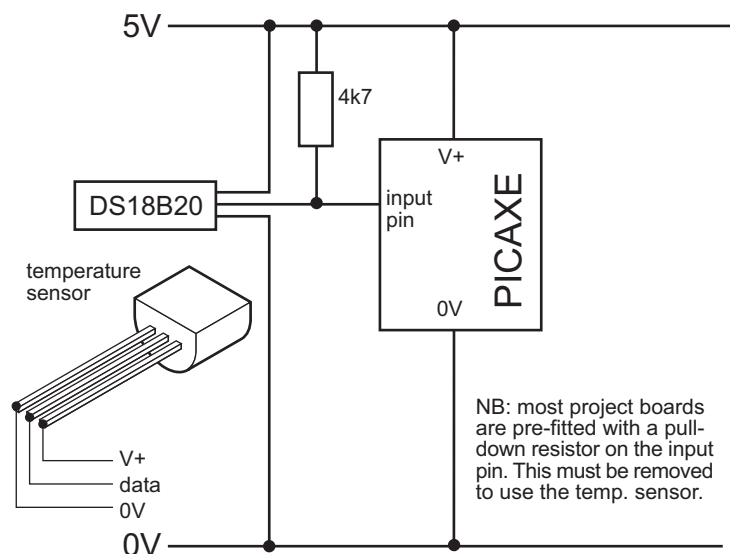 5V
4k7
V+
DS18B20
input
pin
PICAXE
temperature
sensor
0V
NB: most project boards
are pre-fitted with a pull-
down resistor on the input
pin. This must be removed
to use the temp. sensor.
V+
data
0V
0V